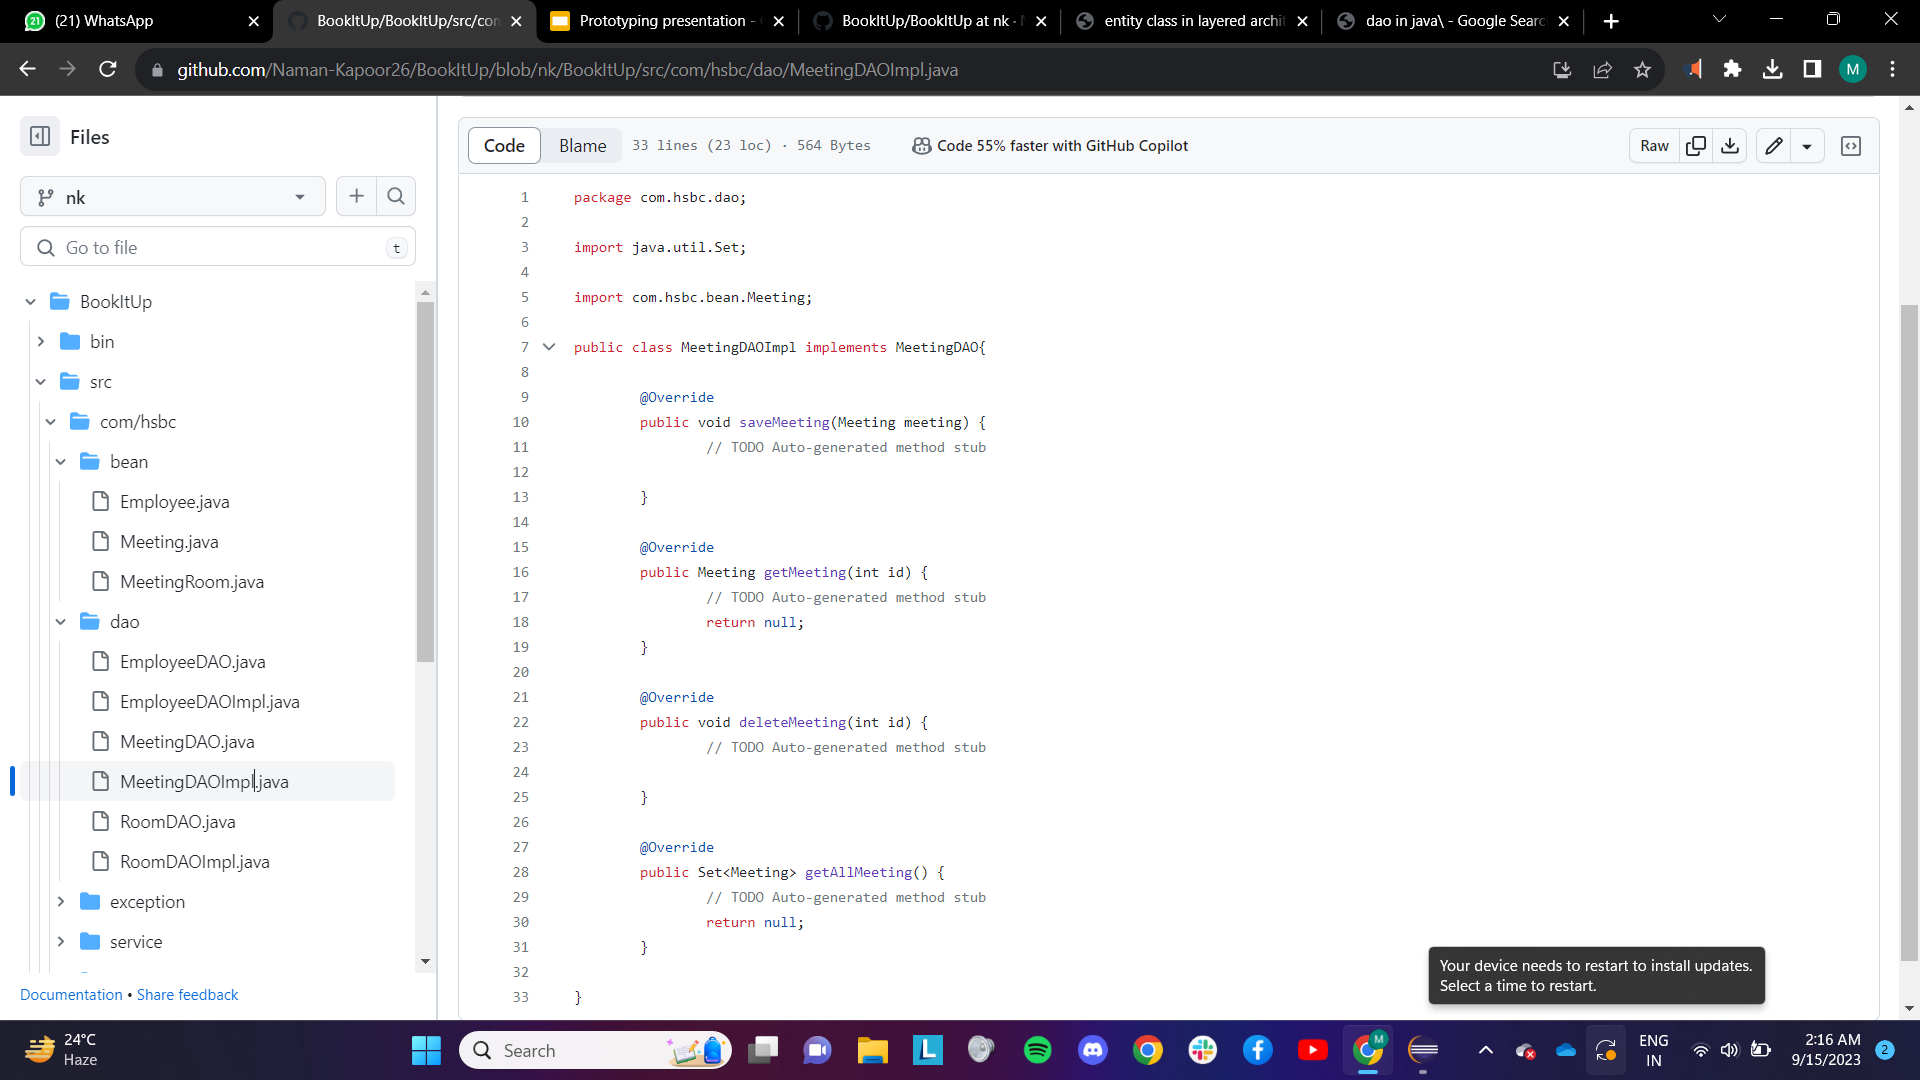 (21) WhatsApp
BookItUp/BookItUp/src/con
Prototyping presentation -
BookItUp/BookItUp at nk ·
entity class in layered archit
dao in java\ - Google Searc
github.com/Naman-Kapoor26/BookItUp/blob/nk/BookItUp/src/com/hsbc/dao/MeetingDAOImpl.java
M
Files
nk
Go to file
t
BookItUp
bin
src
com/hsbc
bean
Employee.java
Meeting.java
MeetingRoom.java
dao
EmployeeDAO.java
EmployeeDAOImpl.java
MeetingDAO.java
MeetingDAOImpl.java
RoomDAO.java
RoomDAOImpl.java
exception
service
Documentation • Share feedback
Code Blame 33 lines (23 loc) · 564 Bytes Code 55% faster with GitHub Copilot Raw
1 package com.hsbc.dao;
2
3 import java.util.Set;
4
5 import com.hsbc.bean.Meeting;
6
7 public class MeetingDAOImpl implements MeetingDAO{
8
9 @Override
10 public void saveMeeting(Meeting meeting) {
11 // TODO Auto-generated method stub
12
13 }
14
15 @Override
16 public Meeting getMeeting(int id) {
17 // TODO Auto-generated method stub
18 return null;
19 }
20
21 @Override
22 public void deleteMeeting(int id) {
23 // TODO Auto-generated method stub
24
25 }
26
27 @Override
28 public Set<Meeting> getAllMeeting() {
29 // TODO Auto-generated method stub
30 return null;
31 }
32
33 }
Your device needs to restart to install updates.
Select a time to restart.
24°C
Haze
Search
L
M
ENG
IN
2:16 AM
9/15/2023
2